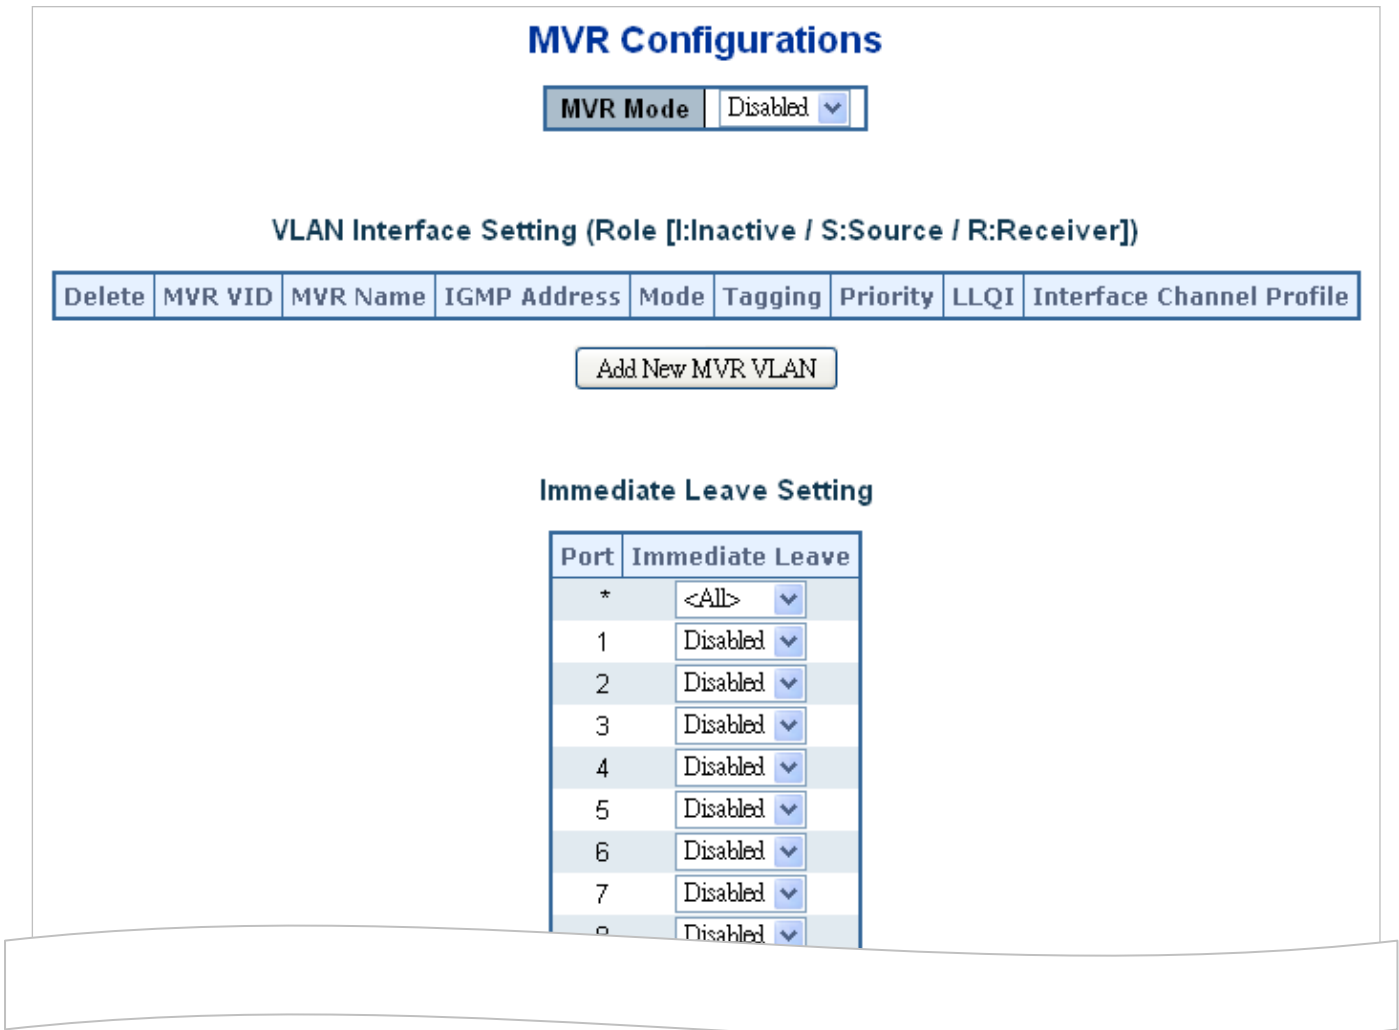 MVR Configurations
MVR Mode Disabled
VLAN Interface Setting (Role [I:Inactive / S:Source / R:Receiver])
Delete MVR VID MVR Name IGMP Address Mode Tagging Priority LLQI Interface Channel Profile
Add New MVR VLAN
Immediate Leave Setting
Port Immediate Leave
* <All>
1 Disabled
2 Disabled
3 Disabled
4 Disabled
5 Disabled
6 Disabled
7 Disabled
Disabled